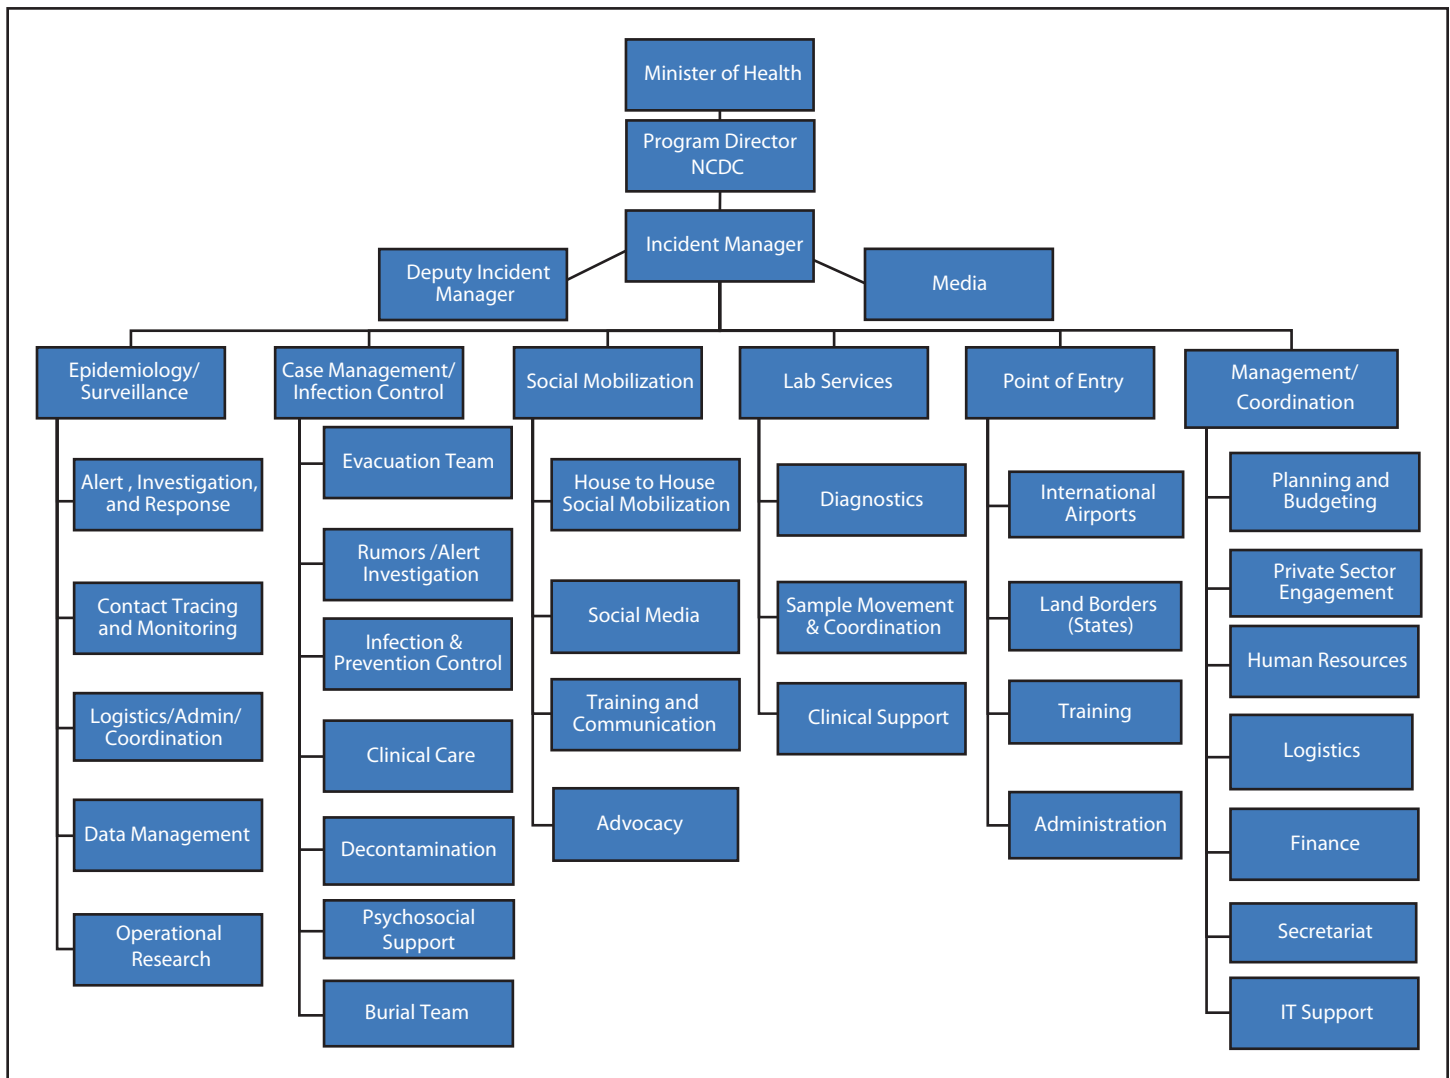 Minister of Health
Program Director
NCDC
Incident Manager
Deputy Incident
Manager
Media
Epidemiology/
Surveillance
Alert , Investigation,
and Response
Contact Tracing
and Monitoring
Logistics/Admin/
Coordination
Data Management
Operational
Research
Case Management/
Infection Control
Evacuation Team
Rumors /Alert
Investigation
Infection &
Prevention Control
Clinical Care
Decontamination
Psychosocial
Support
Burial Team
Social Mobilization
House to House
Social Mobilization
Social Media
Training and
Communication
Advocacy
Lab Services
Diagnostics
Sample Movement
& Coordination
Clinical Support
Point of Entry
International
Airports
Land Borders
(States)
Training
Administration
Management/
Coordination
Planning and
Budgeting
Private Sector
Engagement
Human Resources
Logistics
Finance
Secretariat
IT Support